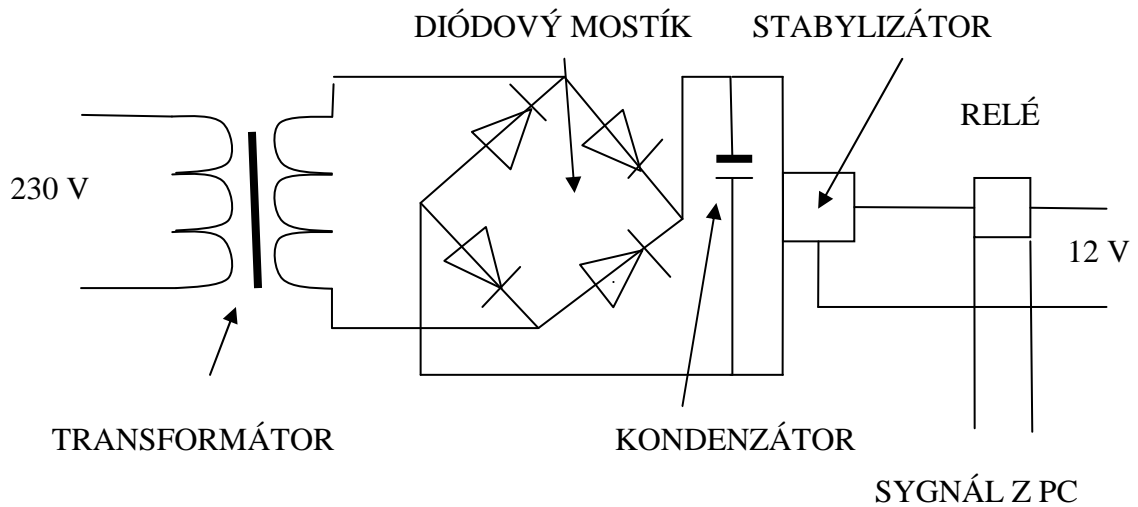 DIÓDOVÝ MOSTÍK
STABYLIZÁTOR
RELÉ
230 V
12 V
TRANSFORMÁTOR
KONDENZÁTOR
SYGNÁL Z PC